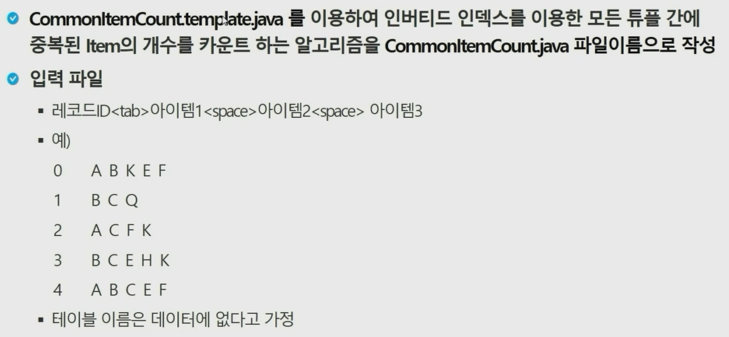 CommonItemCount.template.java 를 이용하여 인버티드 인덱스를 이용한 모든 튜플 간에
중복된 Item의 개수를 카운트 하는 알고리즘을 CommonItemCount.java 파일이름으로 작성
입력 파일
▪ 레코드ID<tab>아이템1<space>아이템2<space> 아이템3
▪ 예)
0 A B K E F
1 B C Q
2 A C F K
3 B C E H K
4 A B C E F
▪ 테이블 이름은 데이터에 없다고 가정